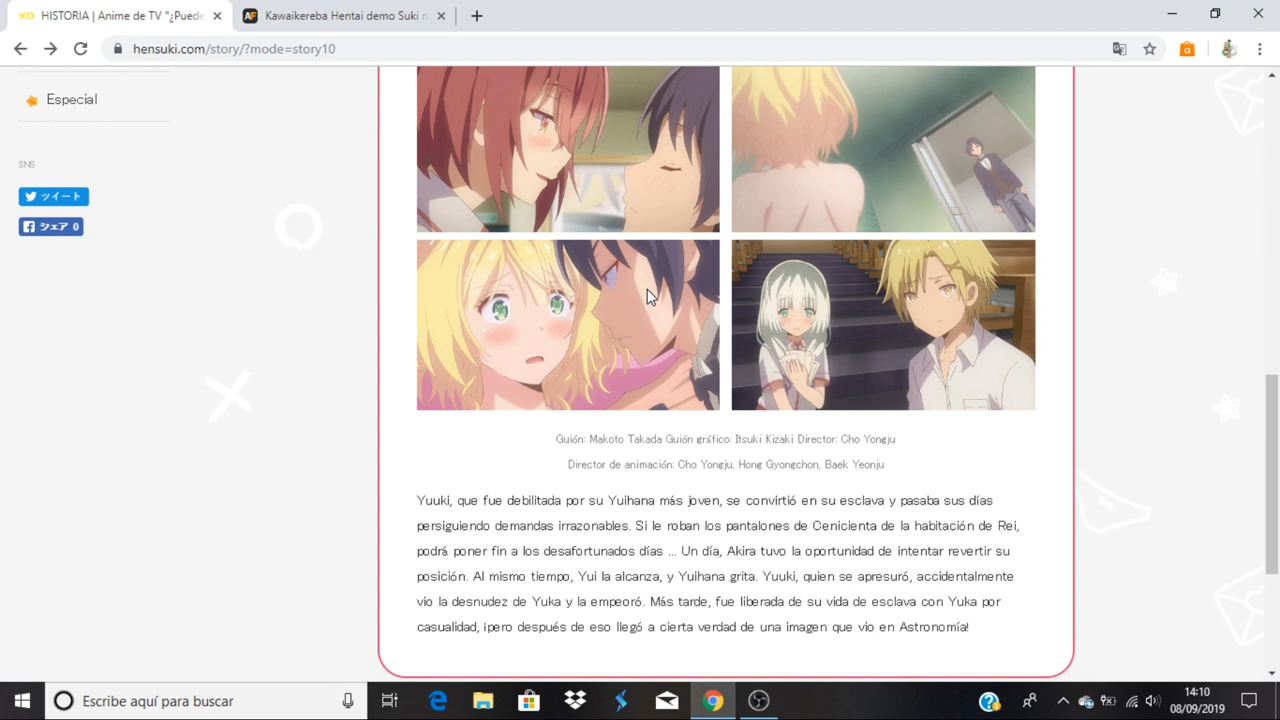 HISTORIA | Anime de TV "¿Puede
Kawaikereba Hentai demo Suki n
hensuki.com/story/?mode=story10
Especial
SNS
ツイート
シェア 0
Guión: Makoto Takada Guión gráfico: Itsuki Kizaki Director: Cho Yongju
Director de animación: Cho Yongju, Hong Gyongchon, Baek Yeonju
Yuuki, que fue debilitada por su Yuihana más joven, se convirtió en su esclava y pasaba sus días
persiguiendo demandas irrazonables. Si le roban los pantalones de Cenicienta de la habitación de Rei,
podrá poner fin a los desafortunados días ... Un día, Akira tuvo la oportunidad de intentar revertir su
posición. Al mismo tiempo, Yui la alcanza, y Yuihana grita. Yuuki, quien se apresuró, accidentalmente
vio la desnudez de Yuka y la empeoró. Más tarde, fue liberada de su vida de esclava con Yuka por
casualidad, ¡pero después de eso llegó a cierta verdad de una imagen que vio en Astronomía!
Escribe aquí para buscar
14:10
08/09/2019